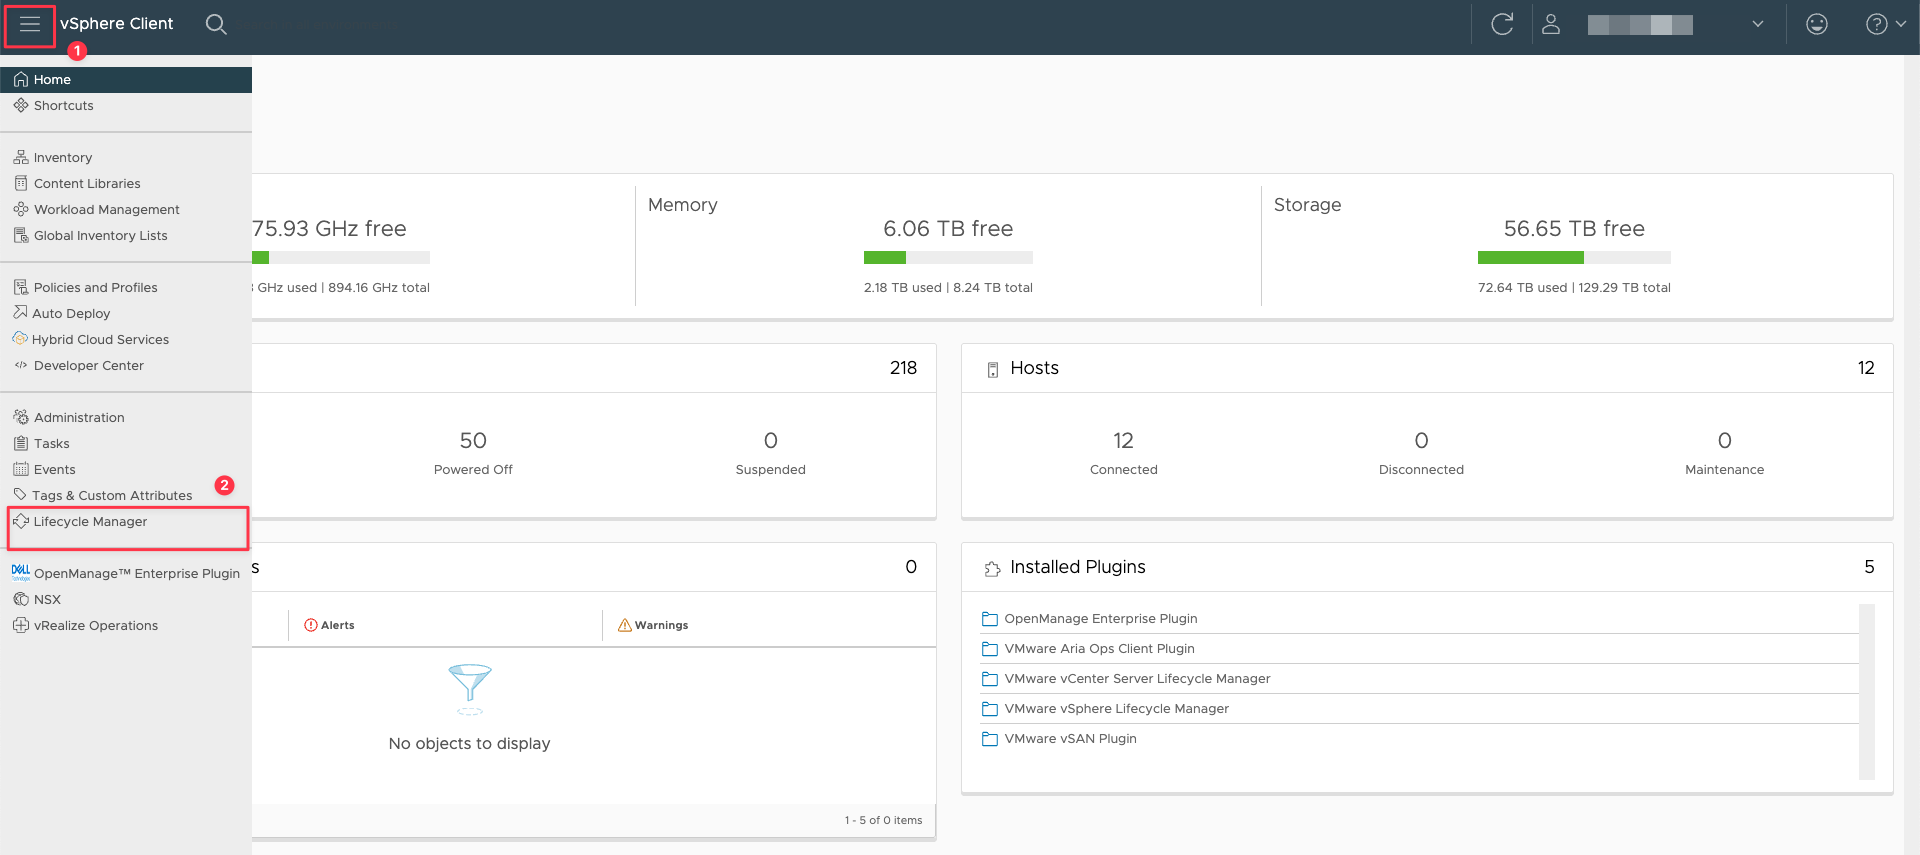 vSphere Client
1
Home
Shortcuts
Inventory
Content Libraries
Workload Management
Global Inventory Lists
Policies and Profiles
Auto Deploy
Hybrid Cloud Services
Developer Center
Administration
Tasks
Events
Tags & Custom Attributes
2
Lifecycle Manager
DELL
OpenManage™ Enterprise Plugin
NSX
vRealize Operations
75.93 GHz free
GHz used | 894.16 GHz total
Memory
6.06 TB free
2.18 TB used | 8.24 TB total
Storage
56.65 TB free
72.64 TB used | 129.29 TB total
218
50
Powered Off
0
Suspended
Hosts
12
12
Connected
0
Disconnected
0
Maintenance
s
0
Alerts
Warnings
No objects to display
1 - 5 of 0 items
Installed Plugins
5
OpenManage Enterprise Plugin
VMware Aria Ops Client Plugin
VMware vCenter Server Lifecycle Manager
VMware vSphere Lifecycle Manager
VMware vSAN Plugin